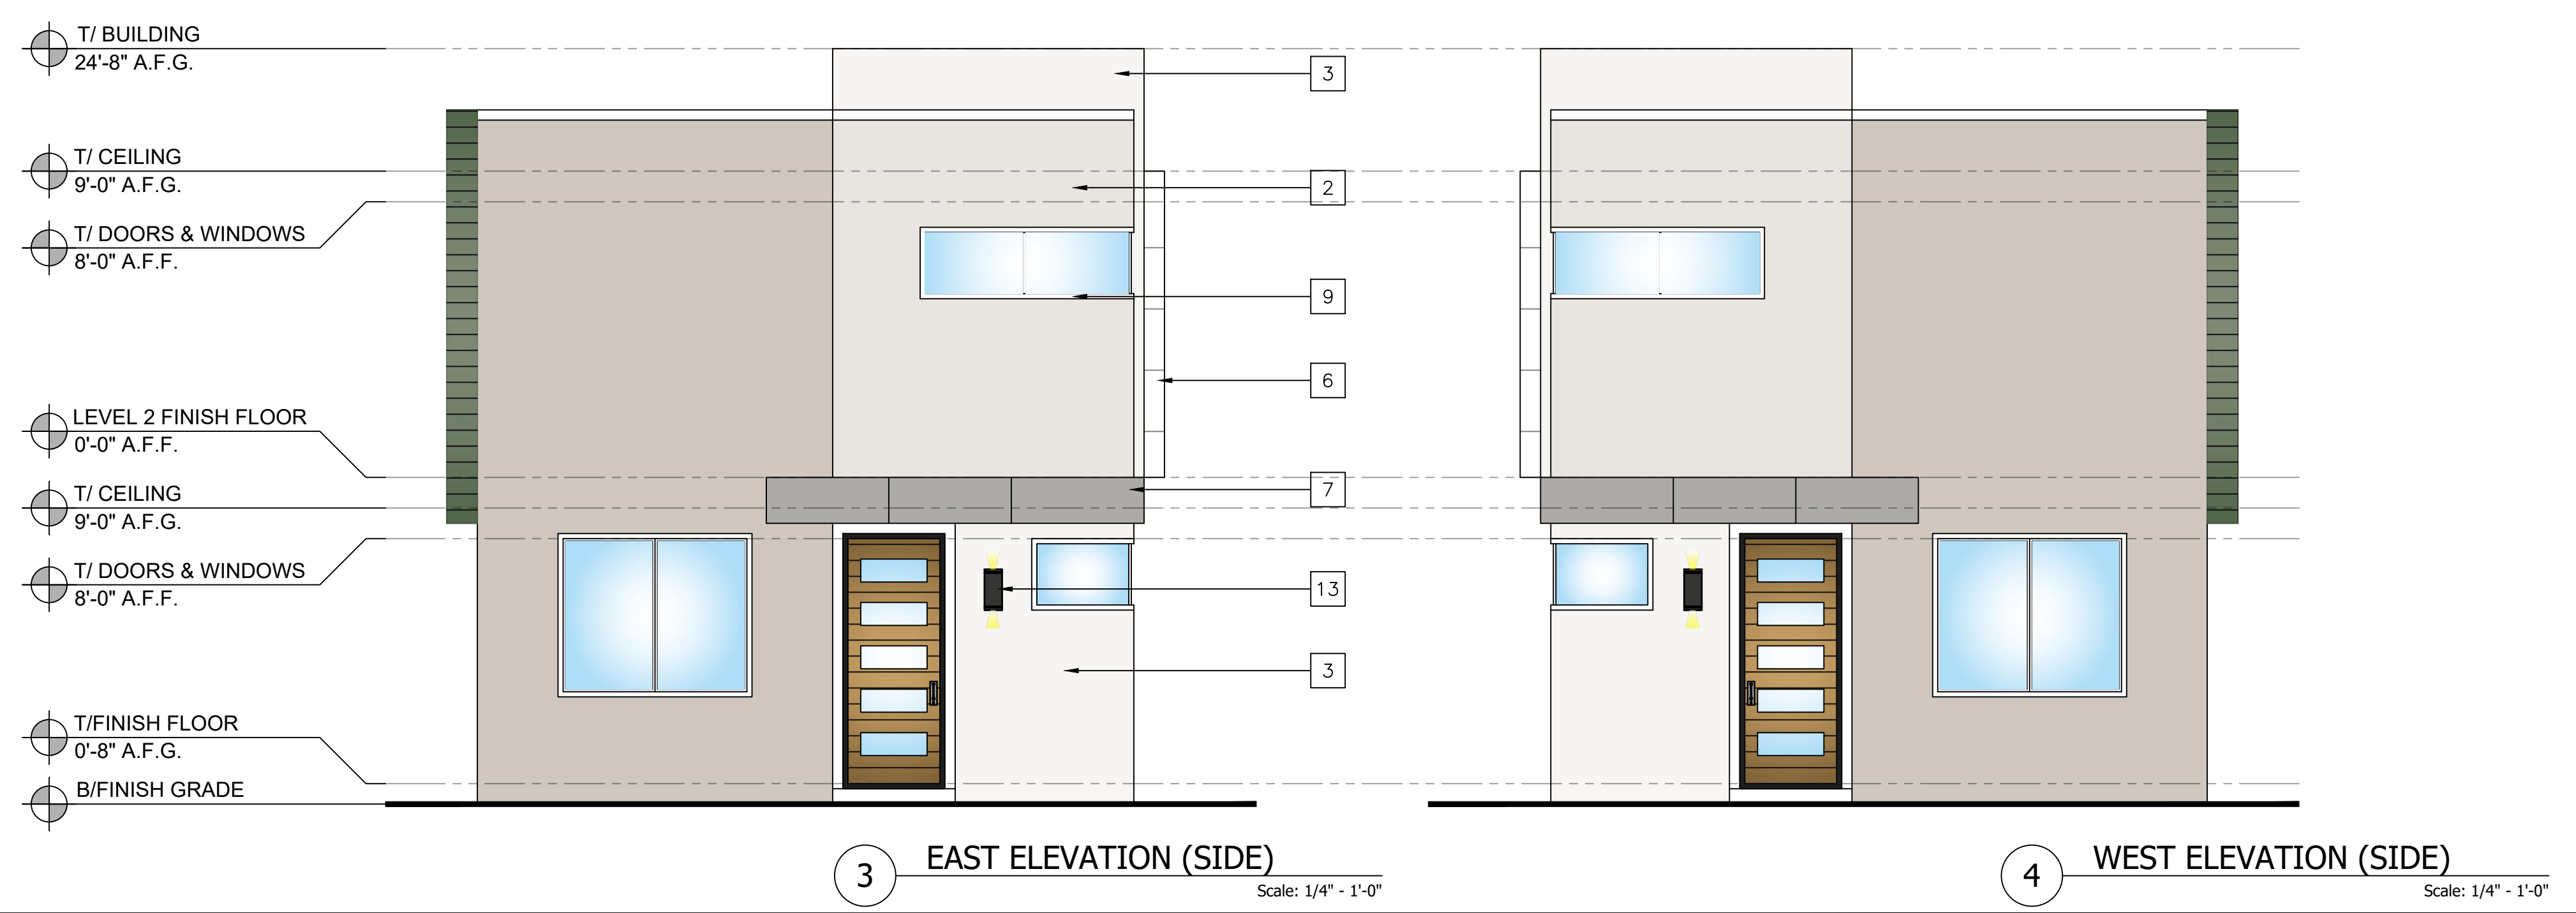 T/ BUILDING
24'-8" A.F.G.
T/ CEILING
9'-0" A.F.G.
T/ DOORS & WINDOWS
8'-0" A.F.F.
LEVEL 2 FINISH FLOOR
0'-0" A.F.F.
T/ CEILING
9'-0" A.F.G.
T/ DOORS & WINDOWS
8'-0" A.F.F.
T/FINISH FLOOR
0'-8" A.F.G.
B/FINISH GRADE
3
2
9
6
7
13
3
3 EAST ELEVATION (SIDE)
Scale: 1/4" - 1'-0"
4 WEST ELEVATION (SIDE)
Scale: 1/4" - 1'-0"